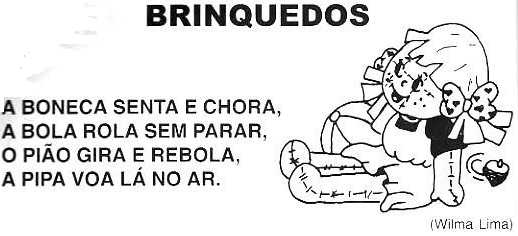 BRINQUEDOS
A BONECA SENTA E CHORA,
A BOLA ROLA SEM PARAR,
O PIÃO GIRA E REBOLA,
A PIPA VOA LÁ NO AR.
(Wilma Lima)